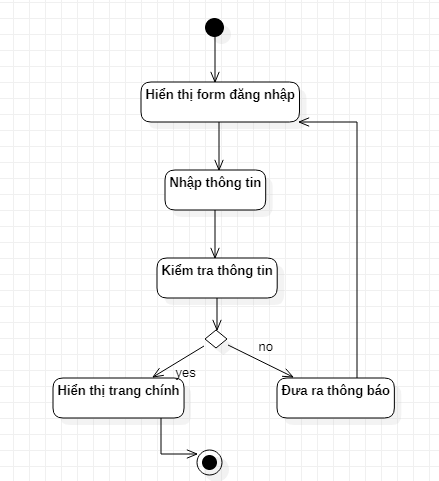 Hiển thị form đăng nhập
Nhập thông tin
Kiểm tra thông tin
no
yes
Hiển thị trang chính
Đưa ra thông báo